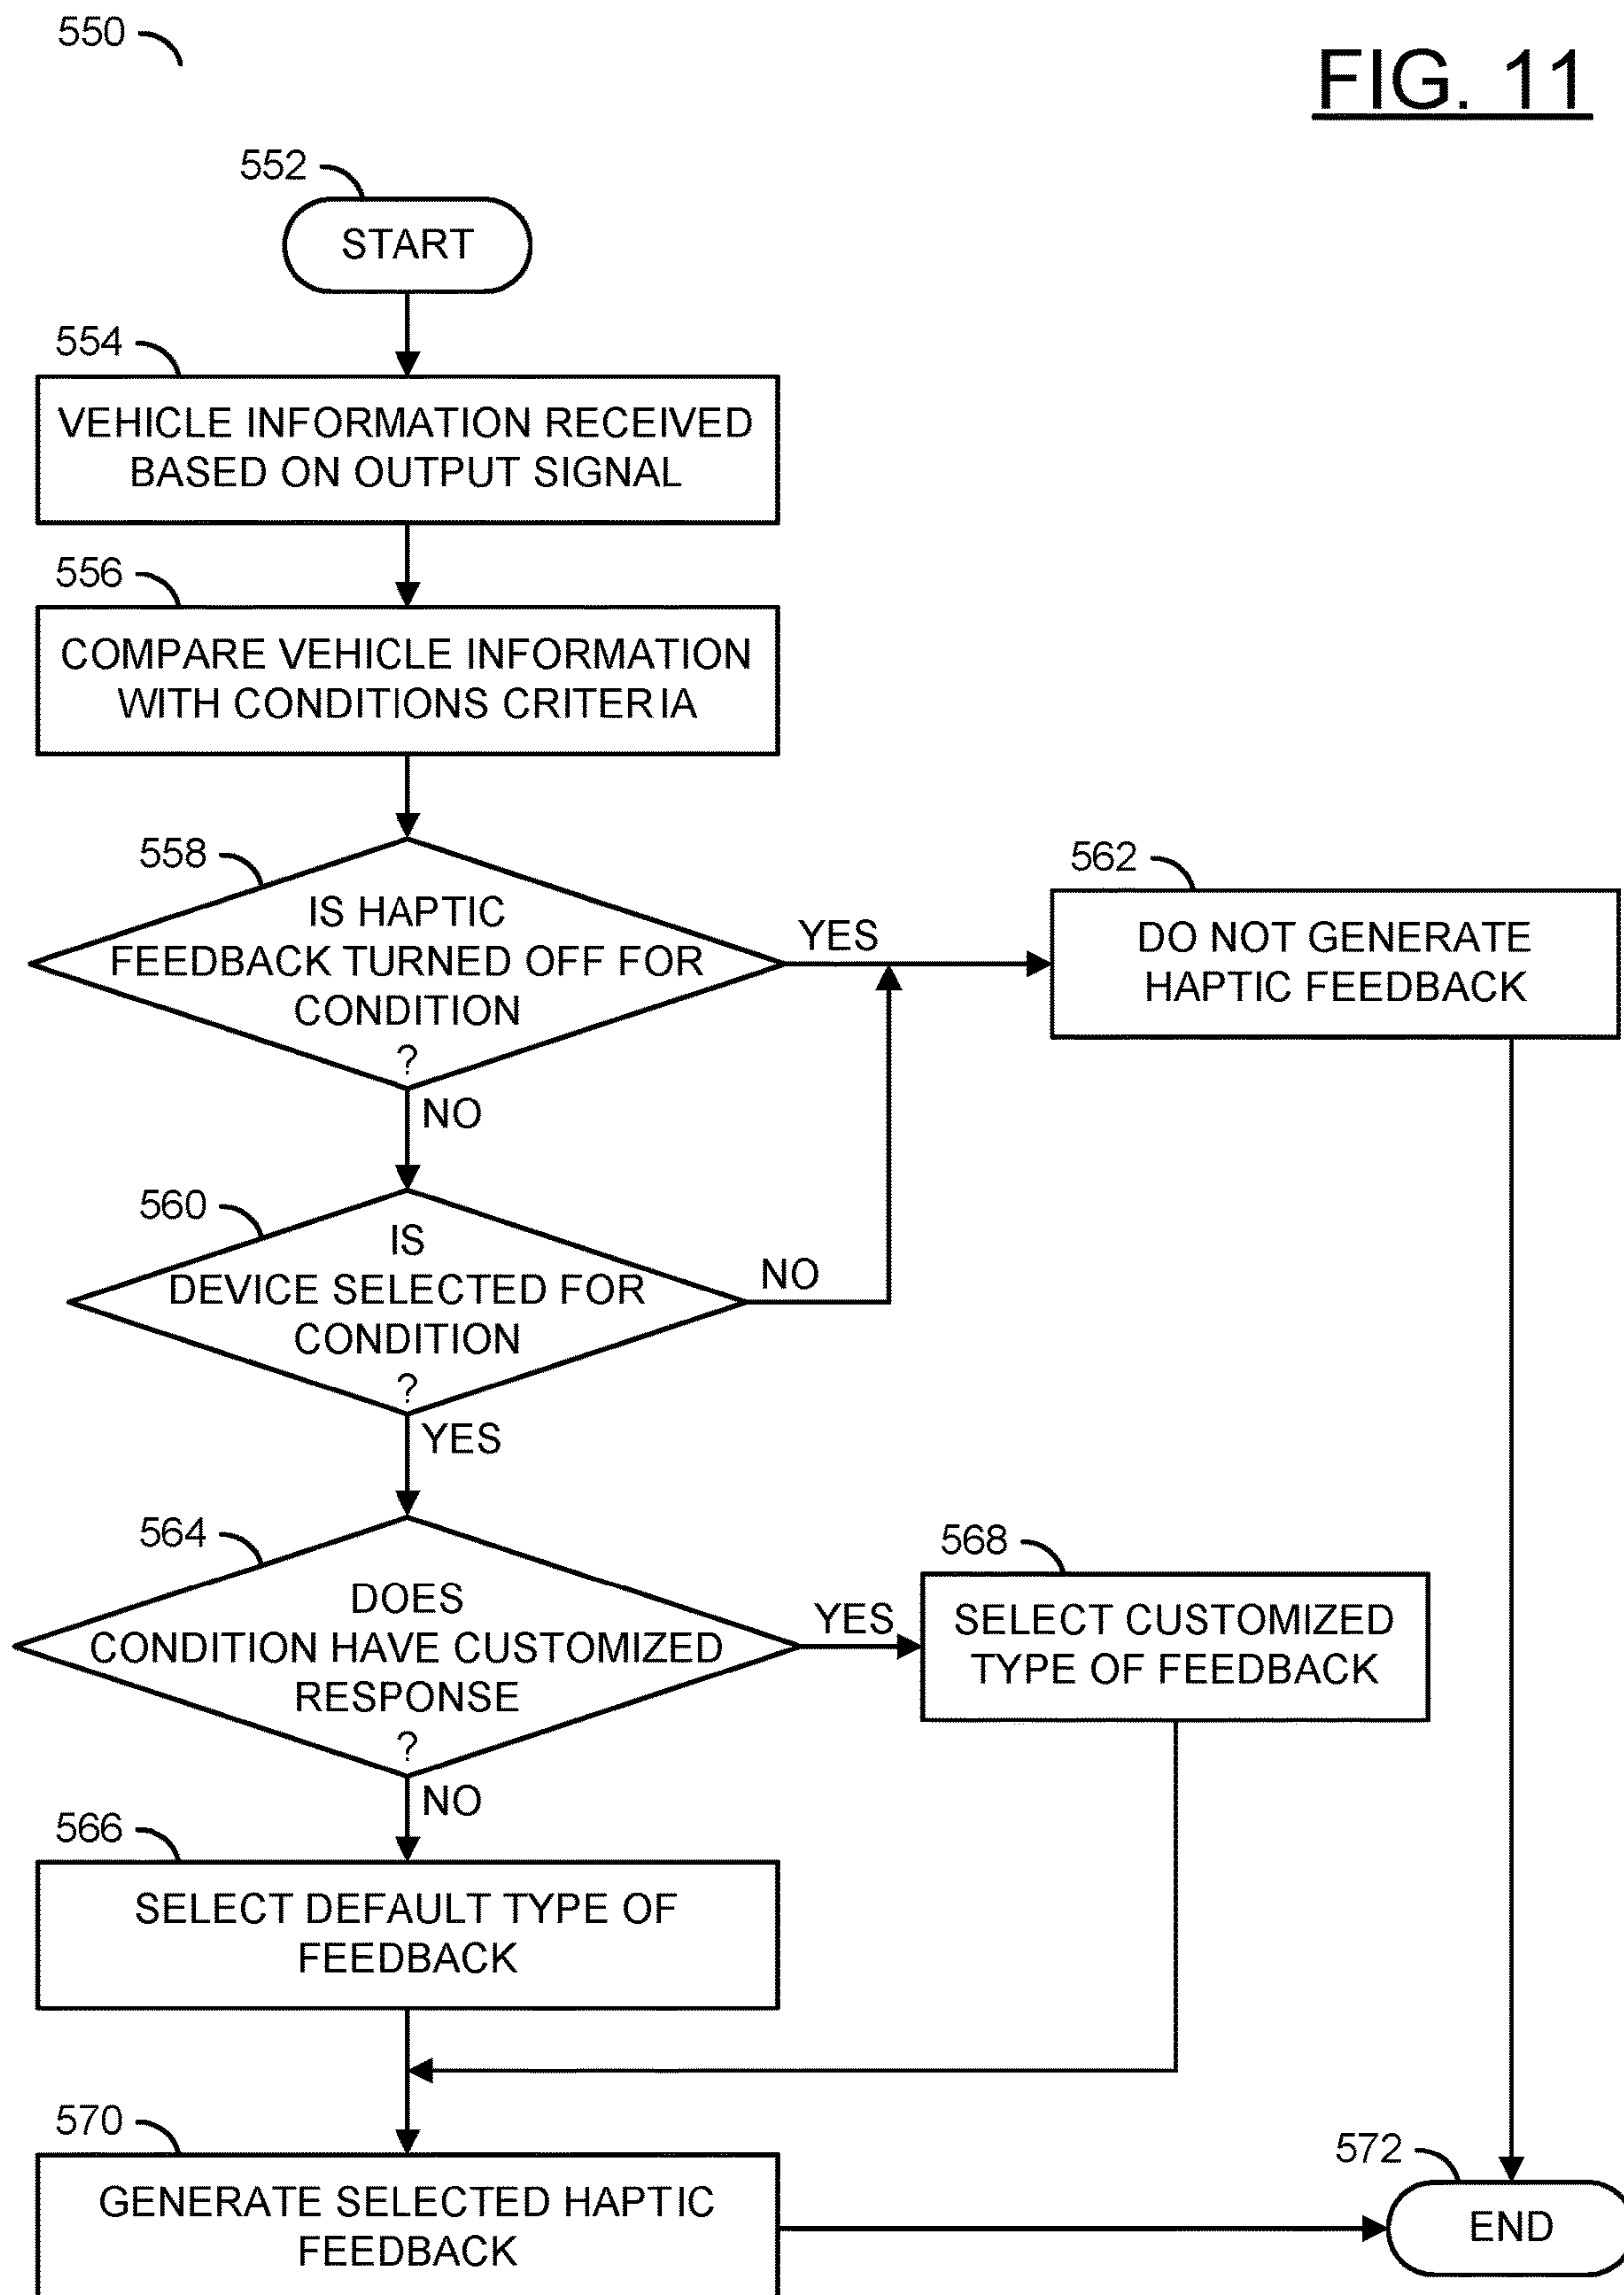 550
FIG. 11
552
START
554
VEHICLE INFORMATION RECEIVED
BASED ON OUTPUT SIGNAL
556
COMPARE VEHICLE INFORMATION
WITH CONDITIONS CRITERIA
558
IS HAPTIC
FEEDBACK TURNED OFF FOR
CONDITION
?
YES
NO
562
DO NOT GENERATE
HAPTIC FEEDBACK
560
IS
DEVICE SELECTED FOR
CONDITION
?
NO
YES
564
DOES
CONDITION HAVE CUSTOMIZED
RESPONSE
?
YES
NO
568
SELECT CUSTOMIZED
TYPE OF FEEDBACK
566
SELECT DEFAULT TYPE OF
FEEDBACK
570
GENERATE SELECTED HAPTIC
FEEDBACK
572
END